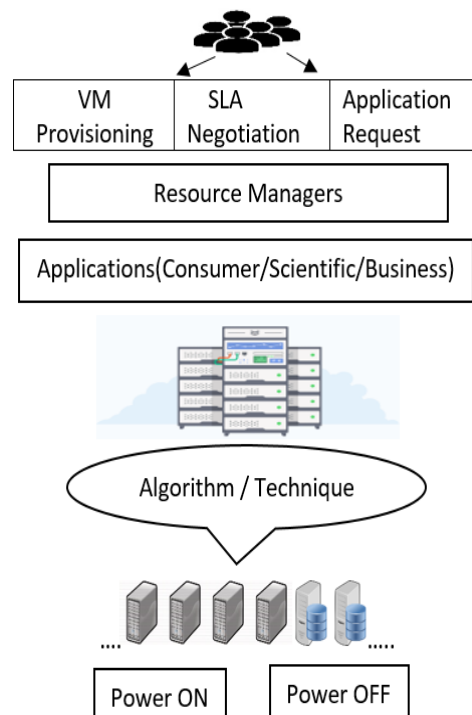 VM SLA Application
Provisioning Negotiation Request
Resource Managers
Applications(Consumer/Scientific/Business)
Algorithm / Technique
.... .....
Power ON Power OFF